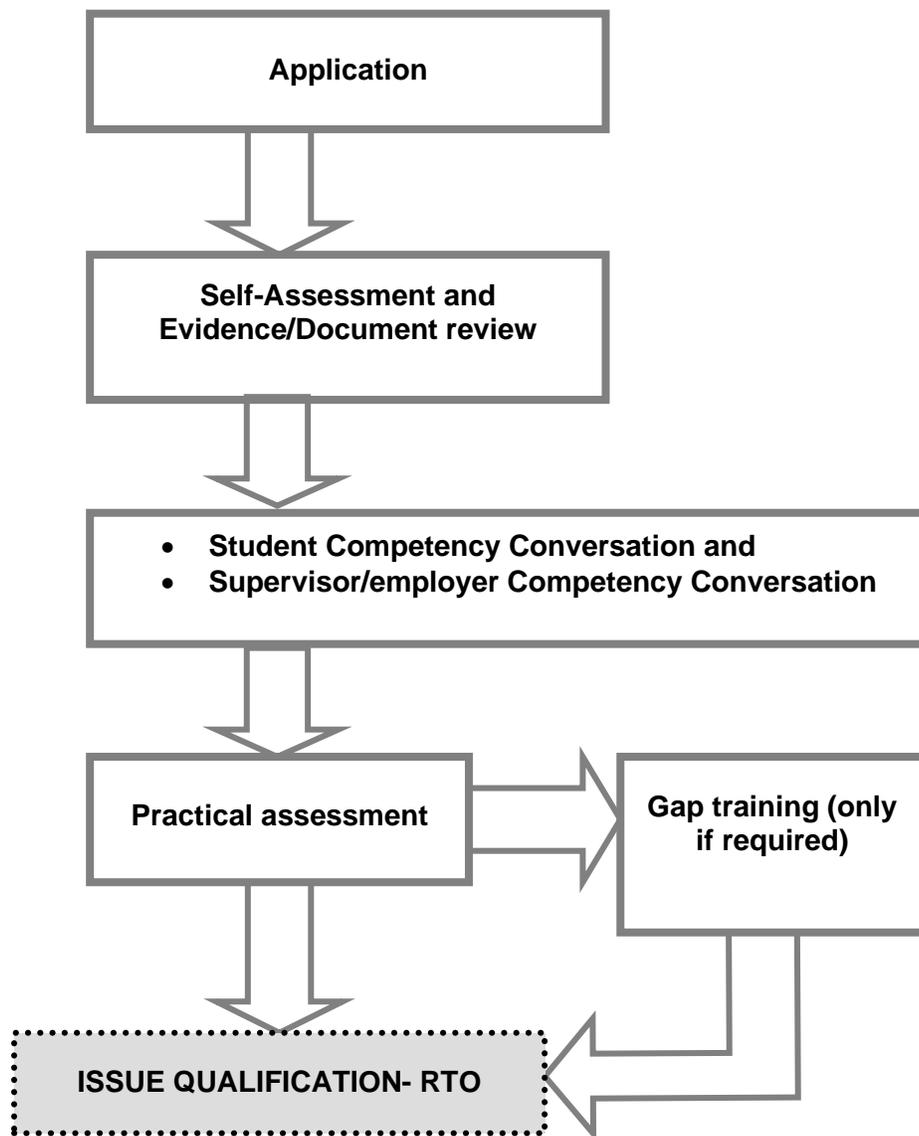 Application
Self-Assessment and
Evidence/Document review
• Student Competency Conversation and
• Supervisor/employer Competency Conversation
Practical assessment
Gap training (only
if required)
ISSUE QUALIFICATION- RTO